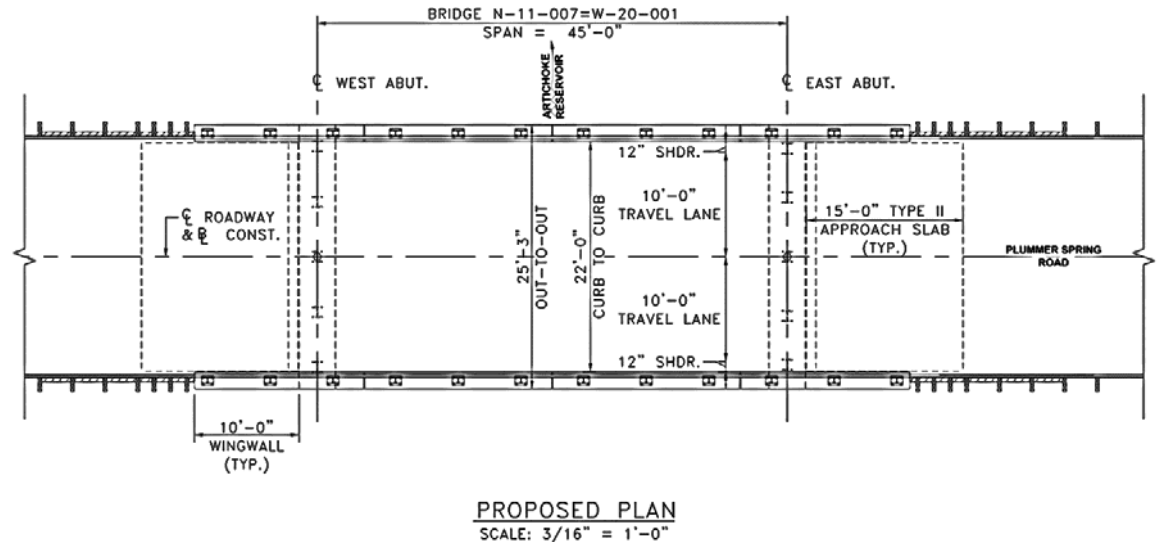 BRIDGE N-11-007=W-20-001
SPAN = 45'-0"
℄ WEST ABUT.
ARTICHOKE
RESERVOIR
℄ EAST ABUT.
12" SHDR.
10'-0"
TRAVEL LANE
15'-0" TYPE II
APPROACH SLAB
(TYP.)
℄ ROADWAY
& ⅊ CONST.
25'-3"
OUT-TO-OUT
22'-0"
CURB TO CURB
PLUMMER SPRING
ROAD
10'-0"
TRAVEL LANE
12" SHDR.
10'-0"
WINGWALL
(TYP.)
PROPOSED PLAN
SCALE: 3/16" = 1'-0"